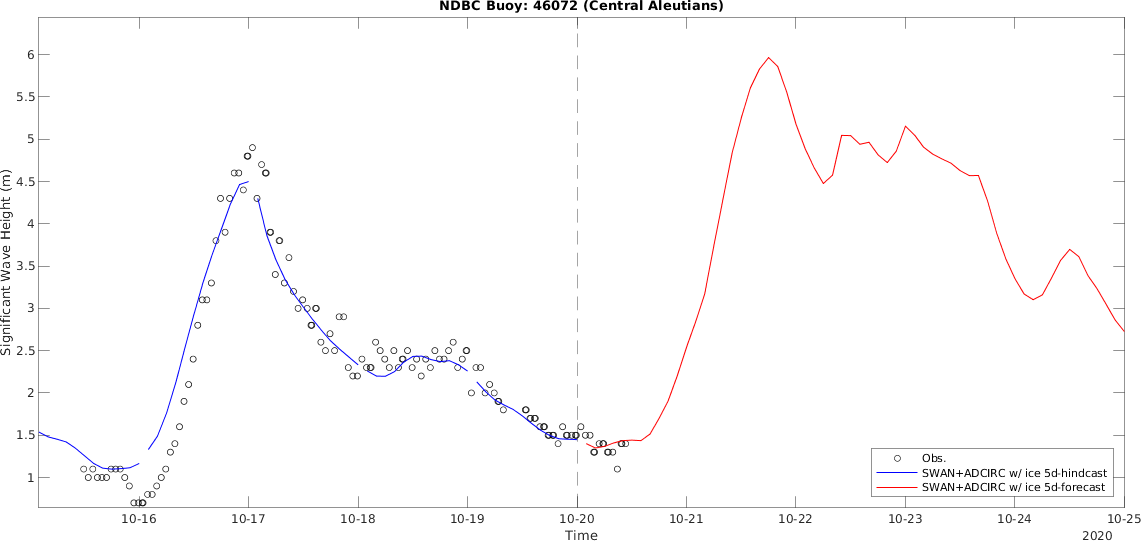 NDBC Buoy: 46072 (Central Aleutians)
Significant Wave Height (m)
6
5.5
5
4.5
4
3.5
3
2.5
2
1.5
1
Obs.
SWAN+ADCIRC w/ ice 5d-hindcast
SWAN+ADCIRC w/ ice 5d-forecast
10-16 10-17 10-18 10-19 10-20 10-21 10-22 10-23 10-24 10-25
Time
2020